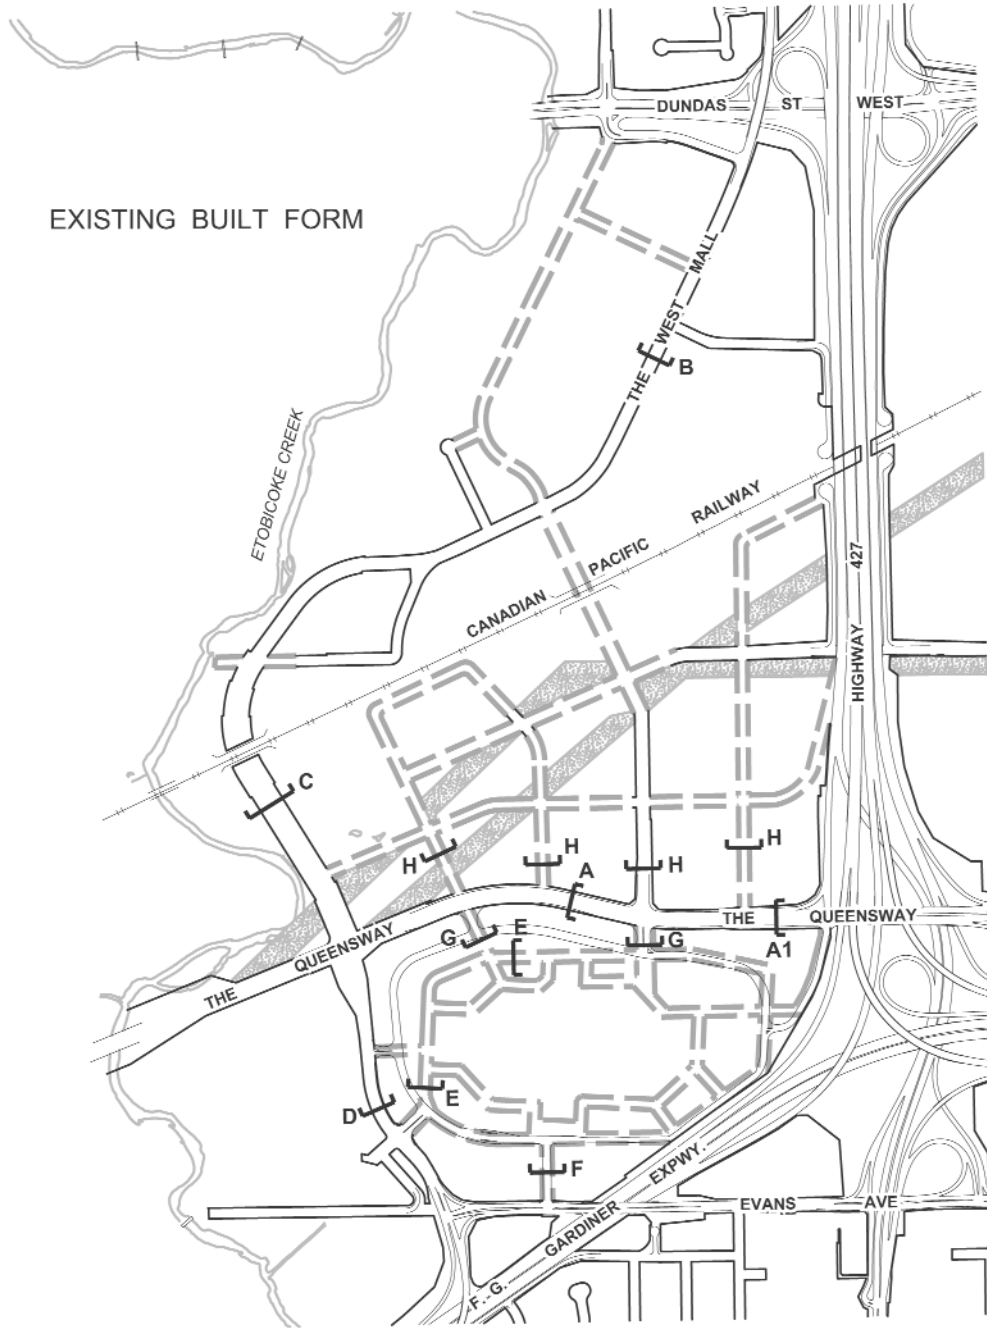 DUNDAS ST WEST
EXISTING BUILT FORM
THE WEST MALL
B
ETOBICOKE CREEK
CANADIAN PACIFIC RAILWAY
HIGHWAY 427
C
H
H
H
H
A
THE QUEENSWAY
THE QUEENSWAY
G
E
G
A1
E
D
F
F.-G. GARDINER EXPWY.
EVANS AVE